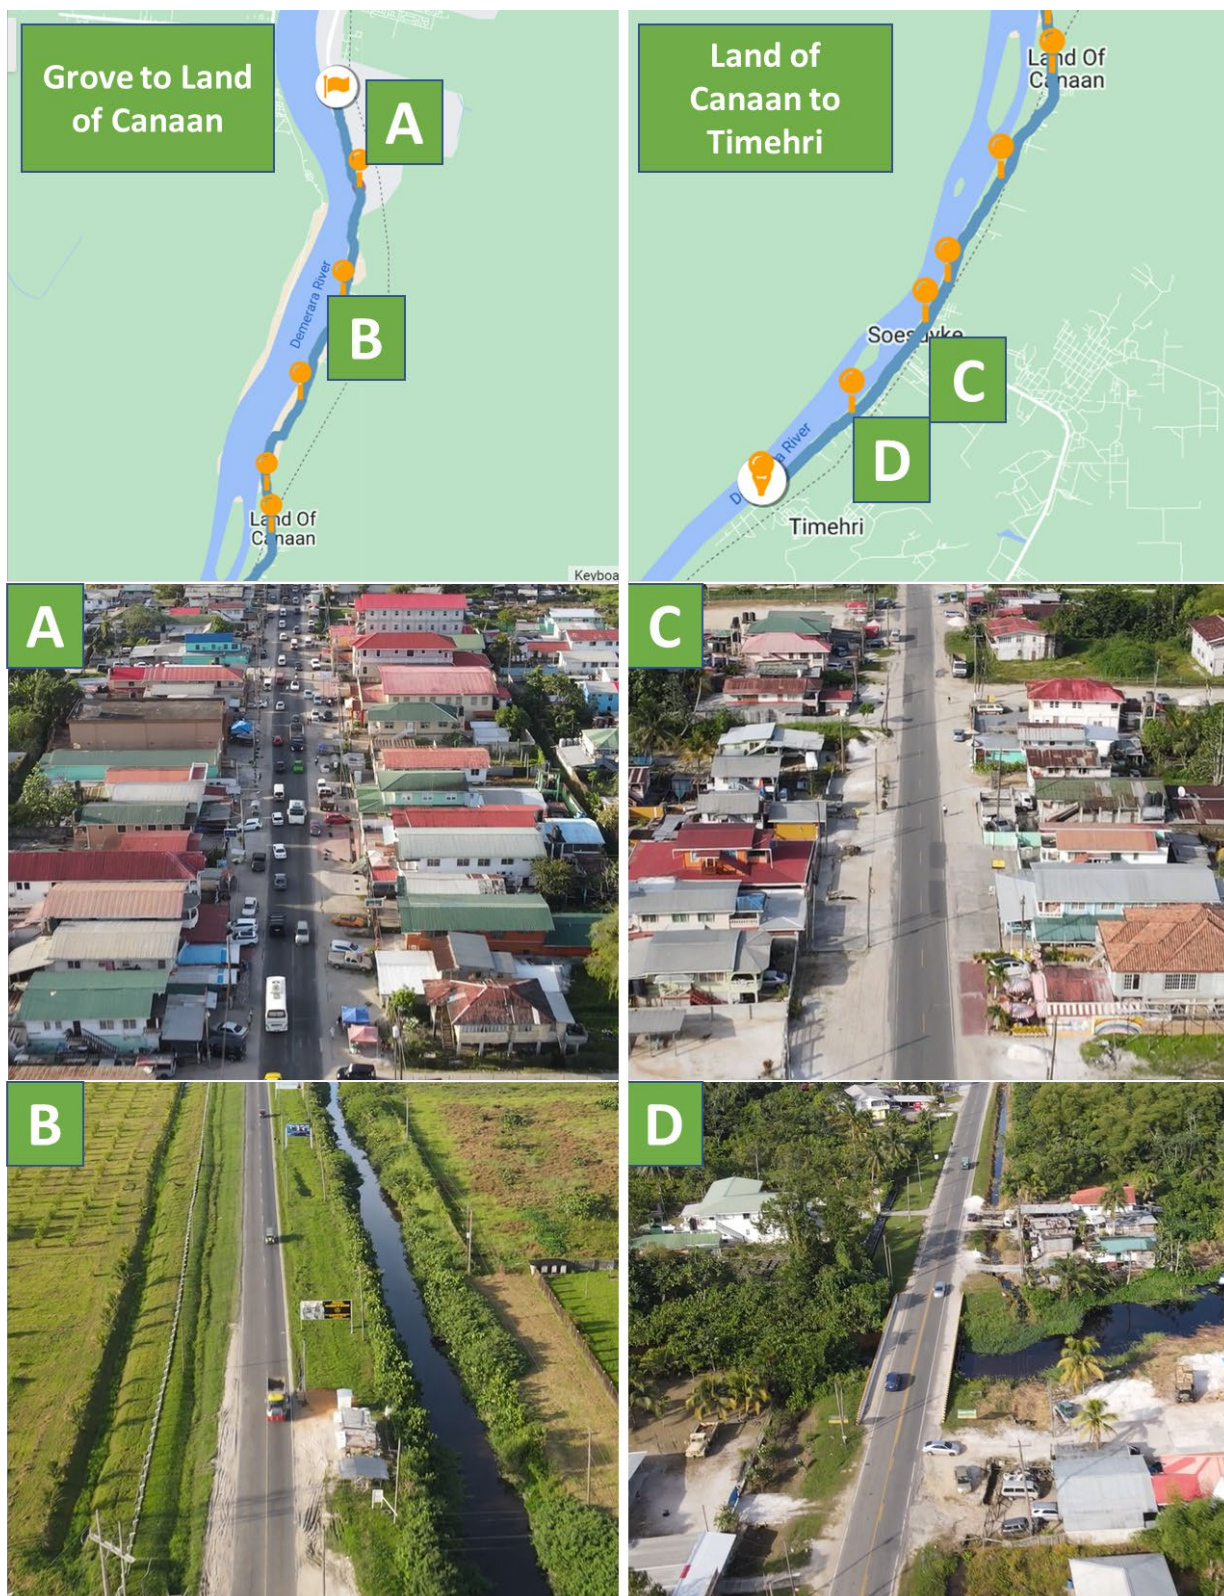 Grove to Land
of Canaan
A
B
Demerara River
Land Of
Canaan
Keyboa
Land of
Canaan to
Timehri
Land Of
Canaan
C
D
a River
Timehri
A
C
B
D